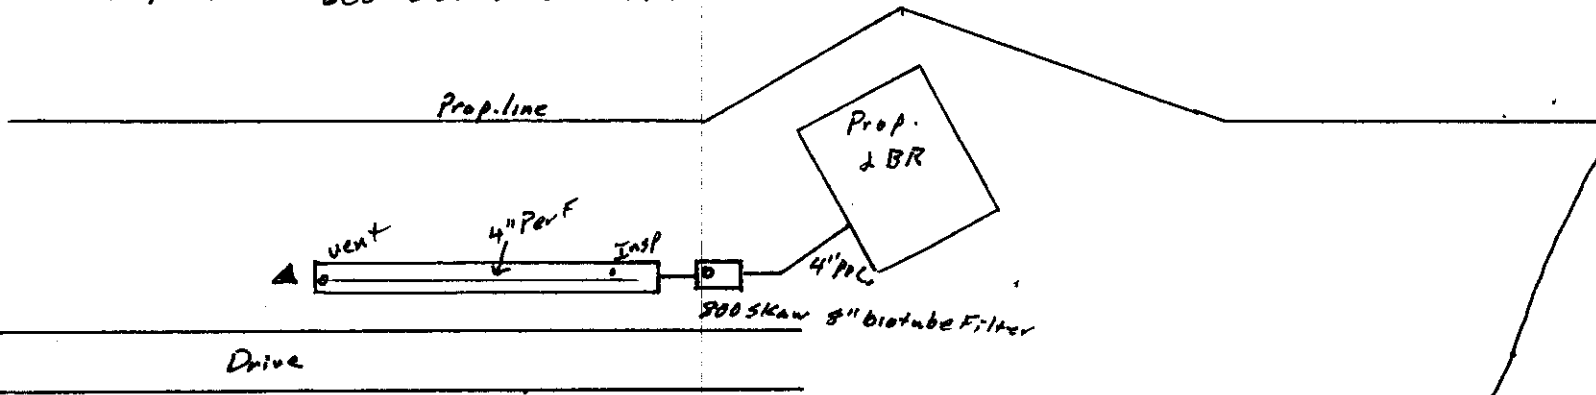 Prop. line
Prop.
2 BR
vent
4" Perf
Insp
4" PVC
800 SKaw 8" biotube Filter
Drive